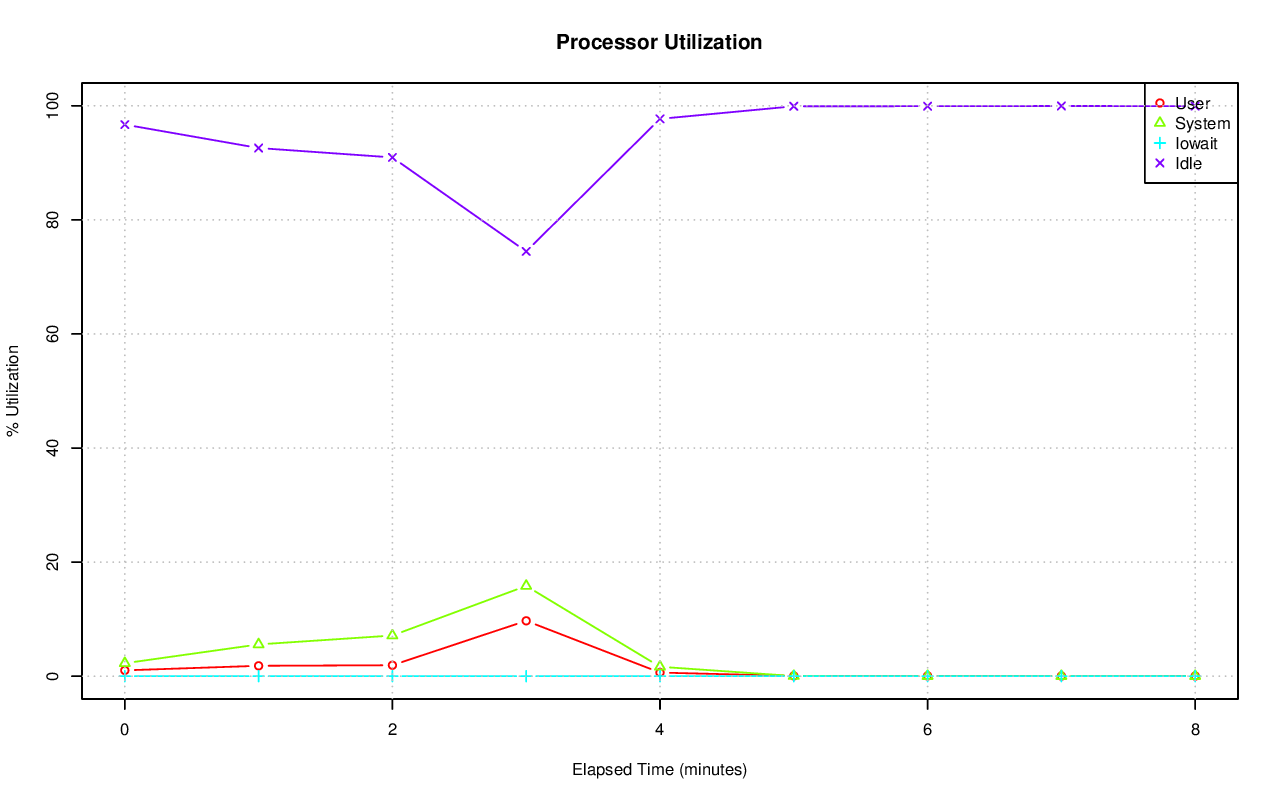 Processor Utilization
100
80
60
40
20
0
% Utilization
User
System
Iowait
Idle
0 2 4 6 8
Elapsed Time (minutes)